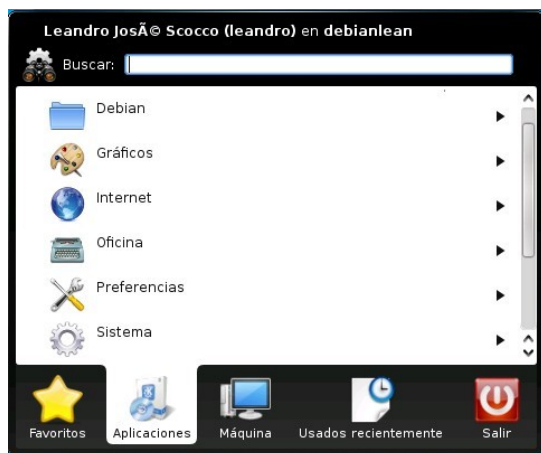 Leandro JosÃ© Scocco (leandro) en debianlean
Buscar:
Debian
Gráficos
Internet
Oficina
Preferencias
Sistema
Favoritos Aplicaciones Máquina Usados recientemente Salir